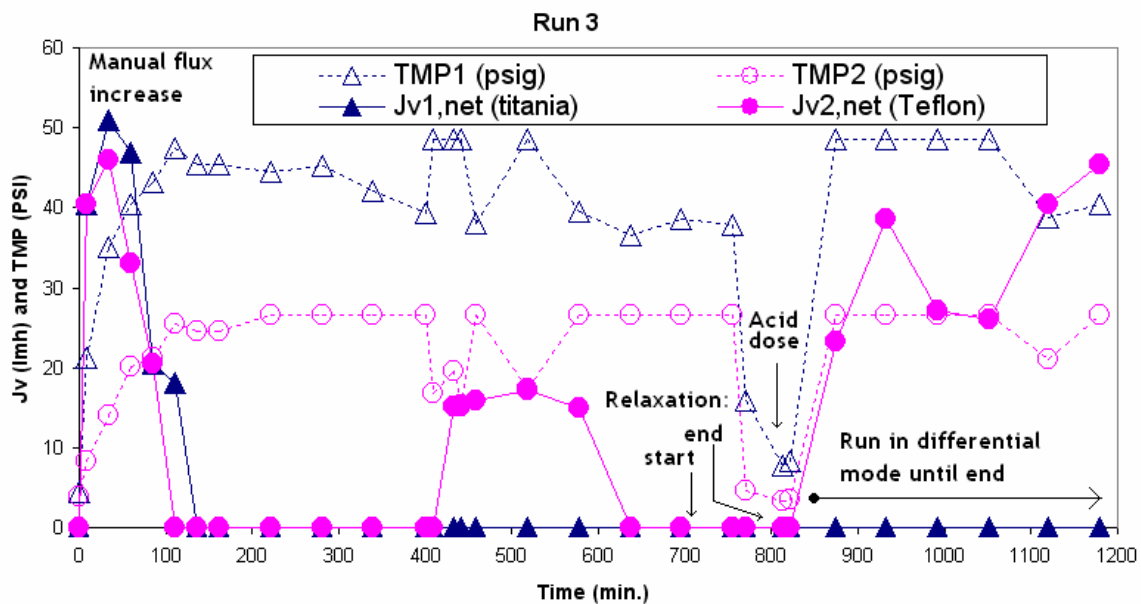 Run 3
Manual flux
increase
TMP1 (psig)
TMP2 (psig)
Jv1,net (titania)
Jv2,net (Teflon)
Jv (lmh) and TMP (PSI)
60
50
40
30
20
10
0
Acid
dose
Relaxation:
end
start
Run in differential
mode until end
0
100
200
300
400
500
600
700
800
900
1000
1100
1200
Time (min.)